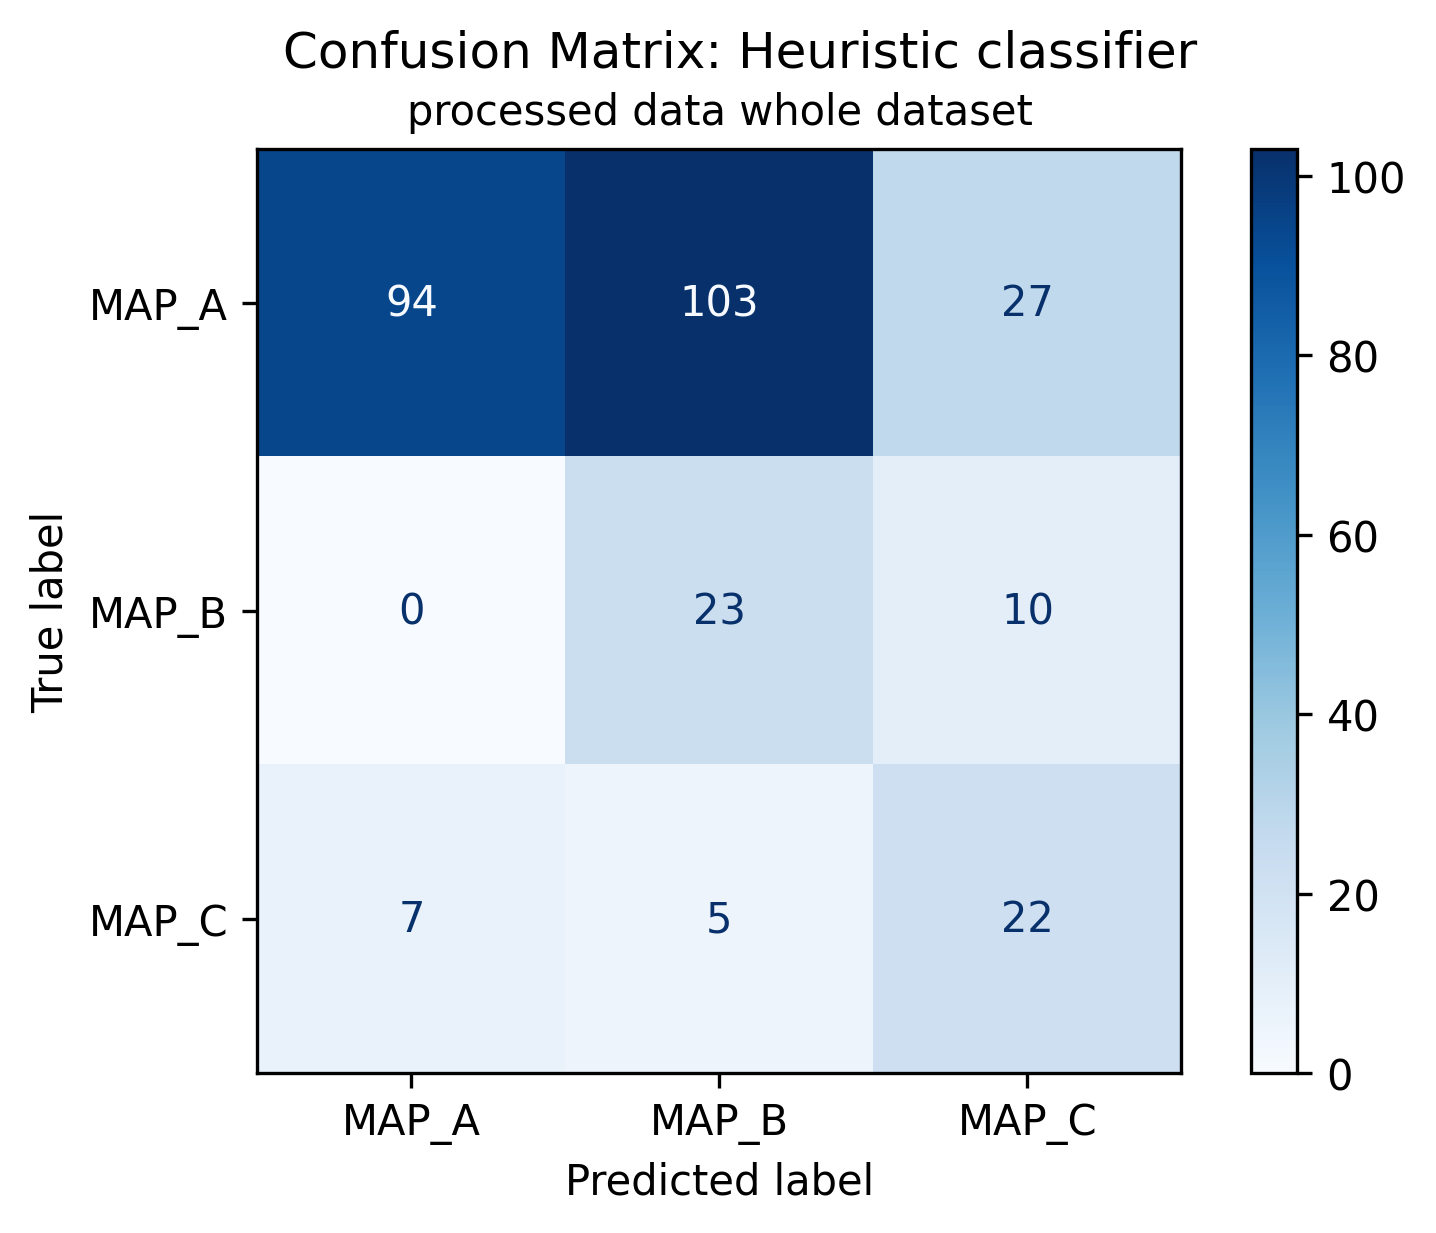 Confusion Matrix: Heuristic classifier
processed data whole dataset
True label
MAP_A 94 103 27
MAP_B 0 23 10
MAP_C 7 5 22
MAP_A MAP_B MAP_C
Predicted label
100
80
60
40
20
0